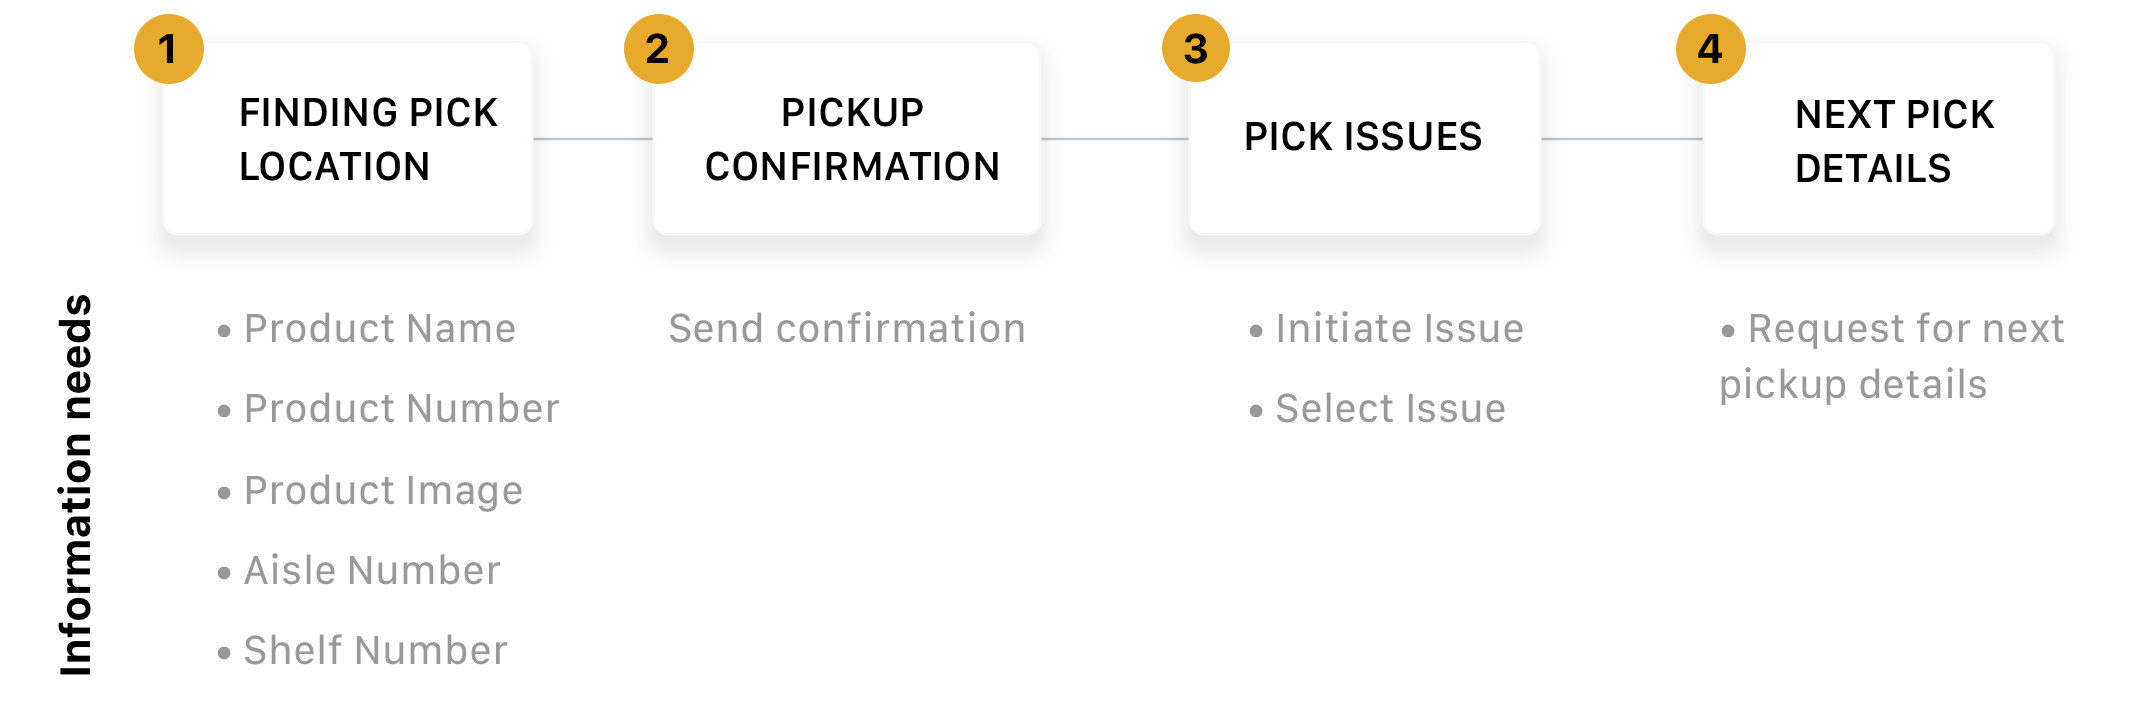 1
FINDING PICK
LOCATION
2
PICKUP
CONFIRMATION
3
PICK ISSUES
4
NEXT PICK
DETAILS
Information needs
• Product Name
• Product Number
• Product Image
• Aisle Number
• Shelf Number
Send confirmation
• Initiate Issue
• Select Issue
• Request for next
pickup details